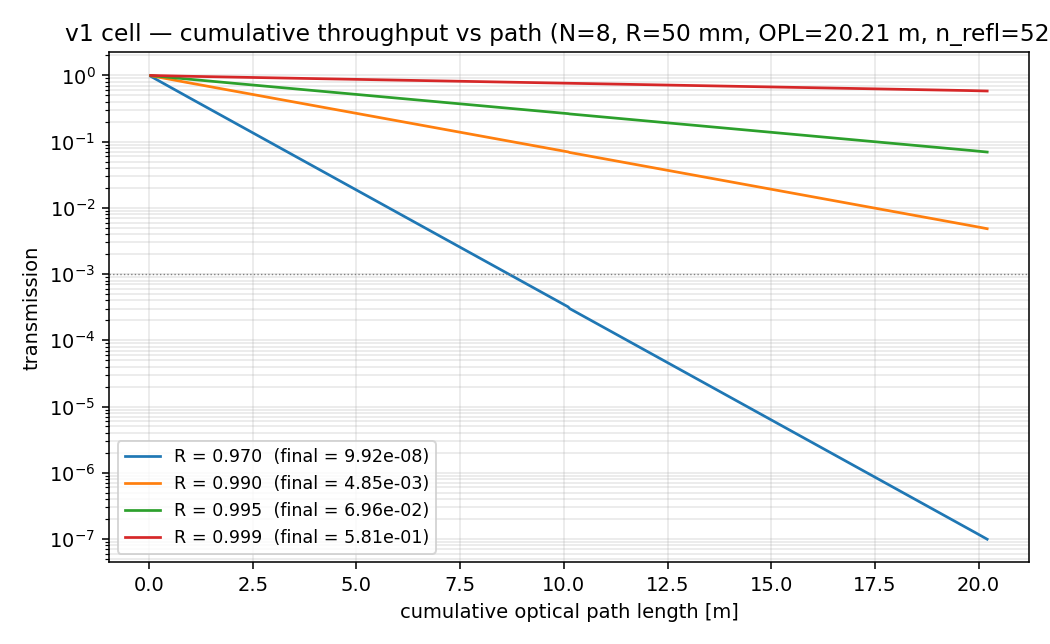 v1 cell — cumulative throughput vs path (N=8, R=50 mm, OPL=20.21 m, n_refl=52
transmission
10⁰
10⁻¹
10⁻²
10⁻³
10⁻⁴
10⁻⁵
10⁻⁶
10⁻⁷
R = 0.970 (final = 9.92e-08)
R = 0.990 (final = 4.85e-03)
R = 0.995 (final = 6.96e-02)
R = 0.999 (final = 5.81e-01)
0.0 2.5 5.0 7.5 10.0 12.5 15.0 17.5 20.0
cumulative optical path length [m]